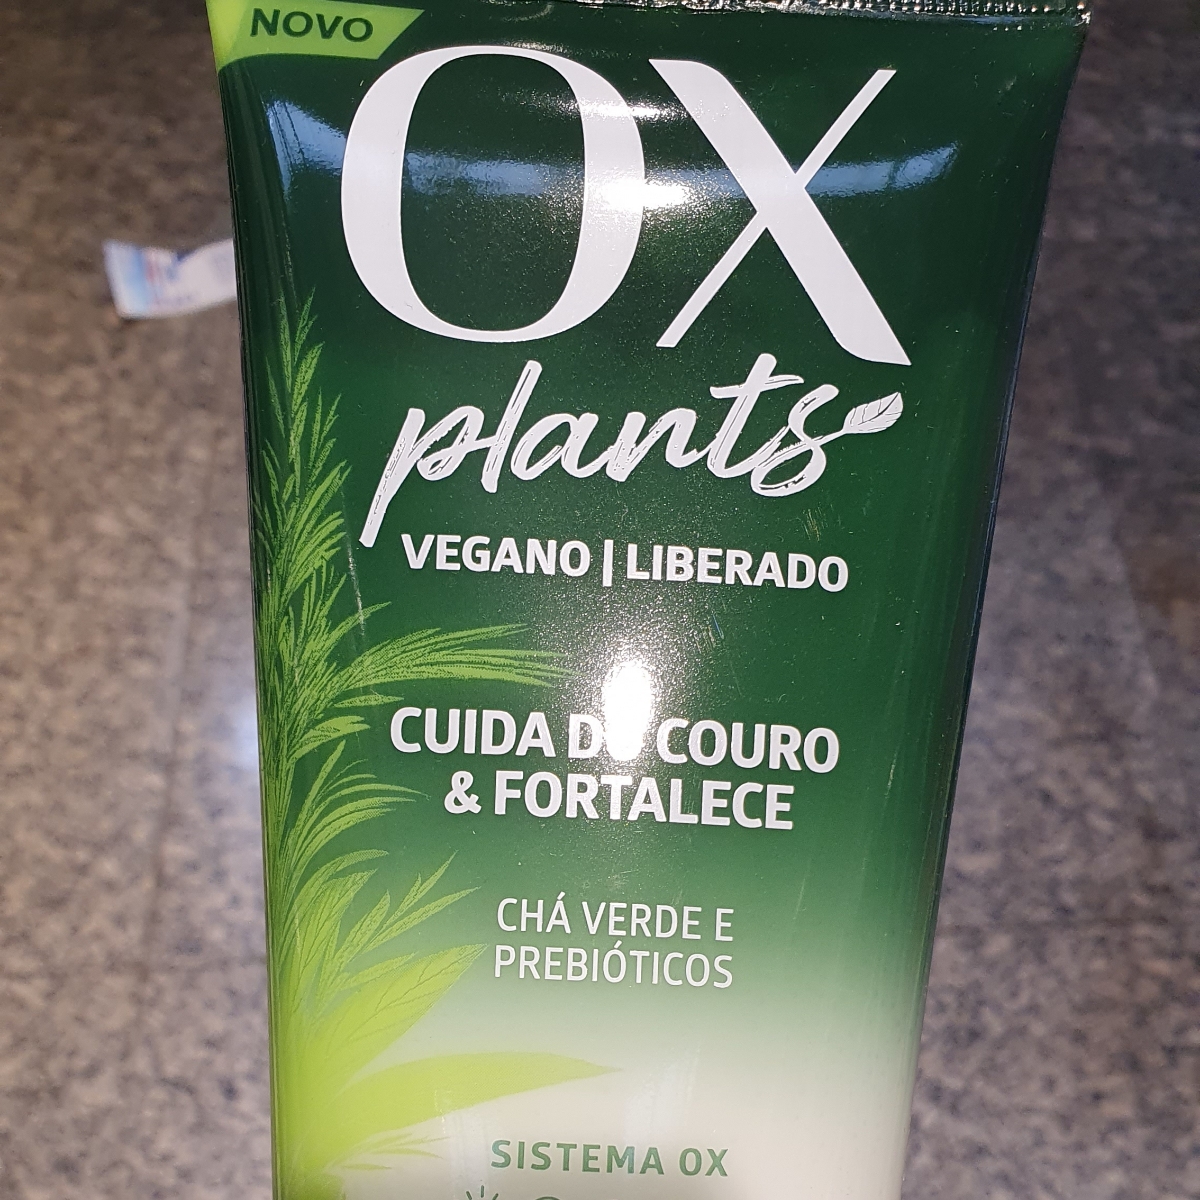 NOVO
OX
plants
VEGANO | LIBERADO
CUIDA DO COURO
& FORTALECE
CHÁ VERDE E
PREBIÓTICOS
SISTEMA OX